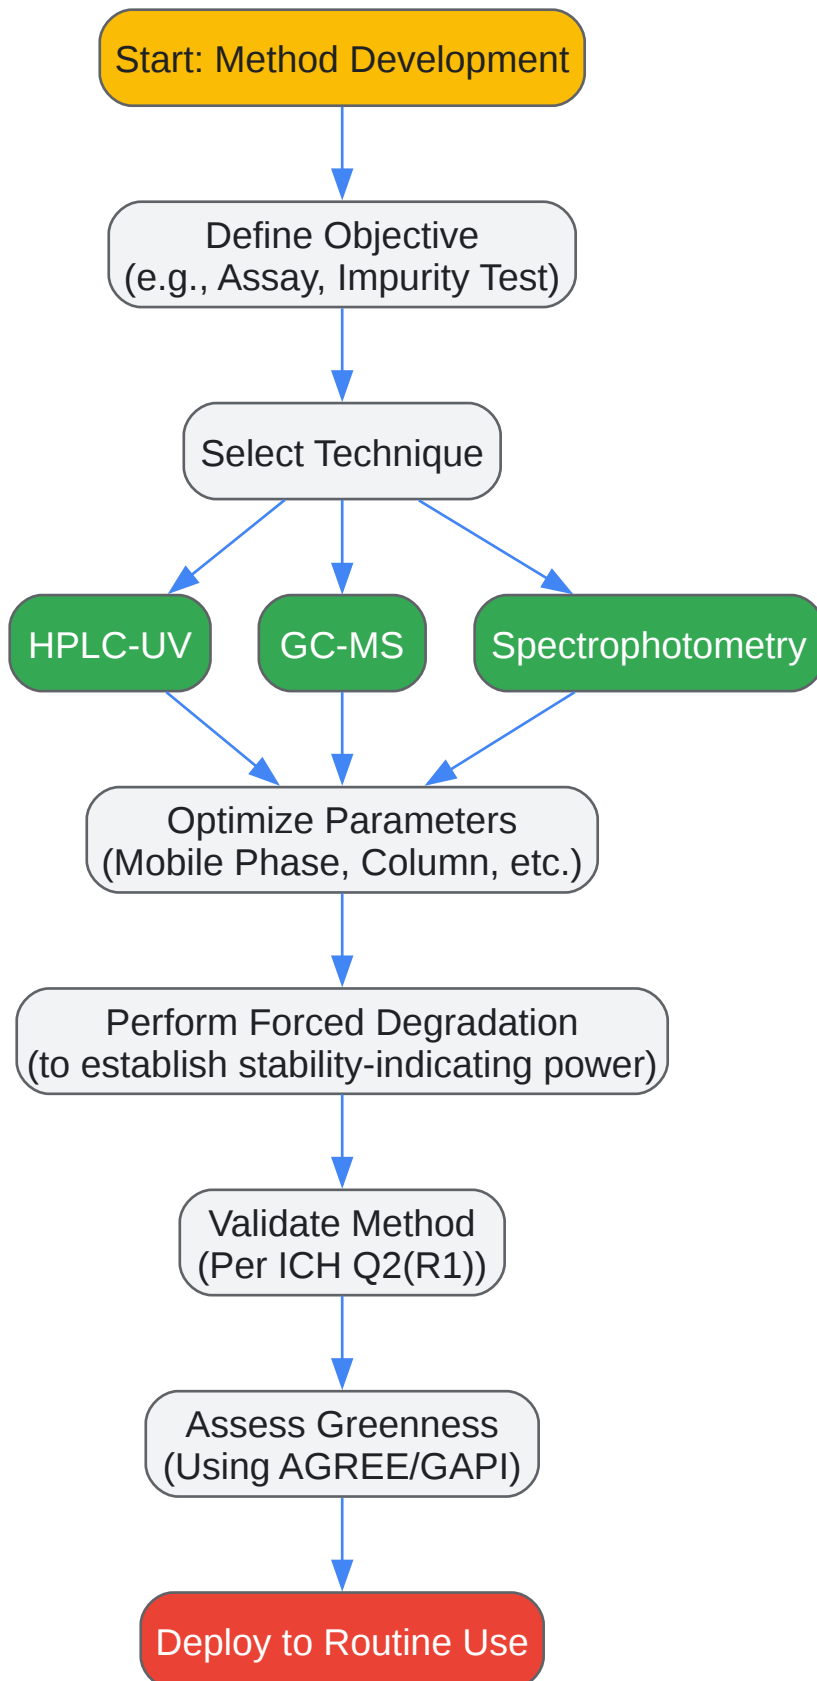 Start: Method Development
Define Objective
(e.g., Assay, Impurity Test)
Select Technique
HPLC-UV
GC-MS
Spectrophotometry
Optimize Parameters
(Mobile Phase, Column, etc.)
Perform Forced Degradation
(to establish stability-indicating power)
Validate Method
(Per ICH Q2(R1))
Assess Greenness
(Using AGREE/GAPI)
Deploy to Routine Use